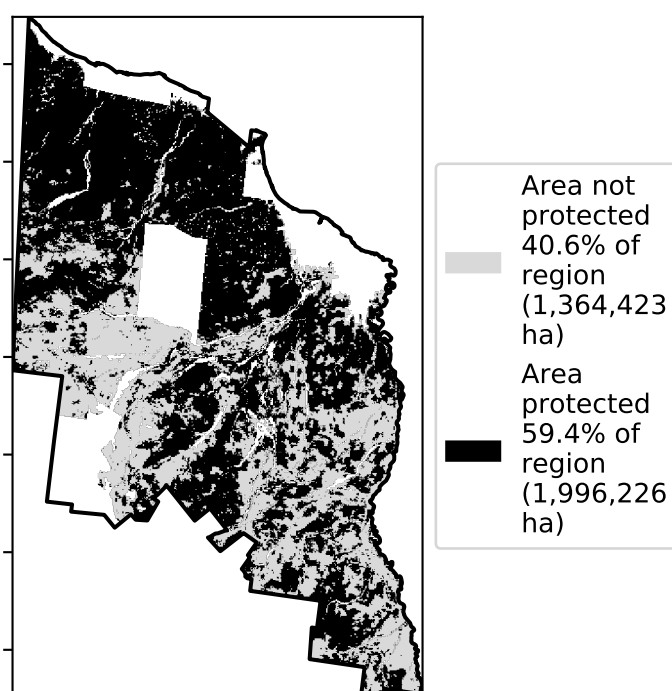 Area not
protected
40.6% of
region
(1,364,423
ha)
Area
protected
59.4% of
region
(1,996,226
ha)